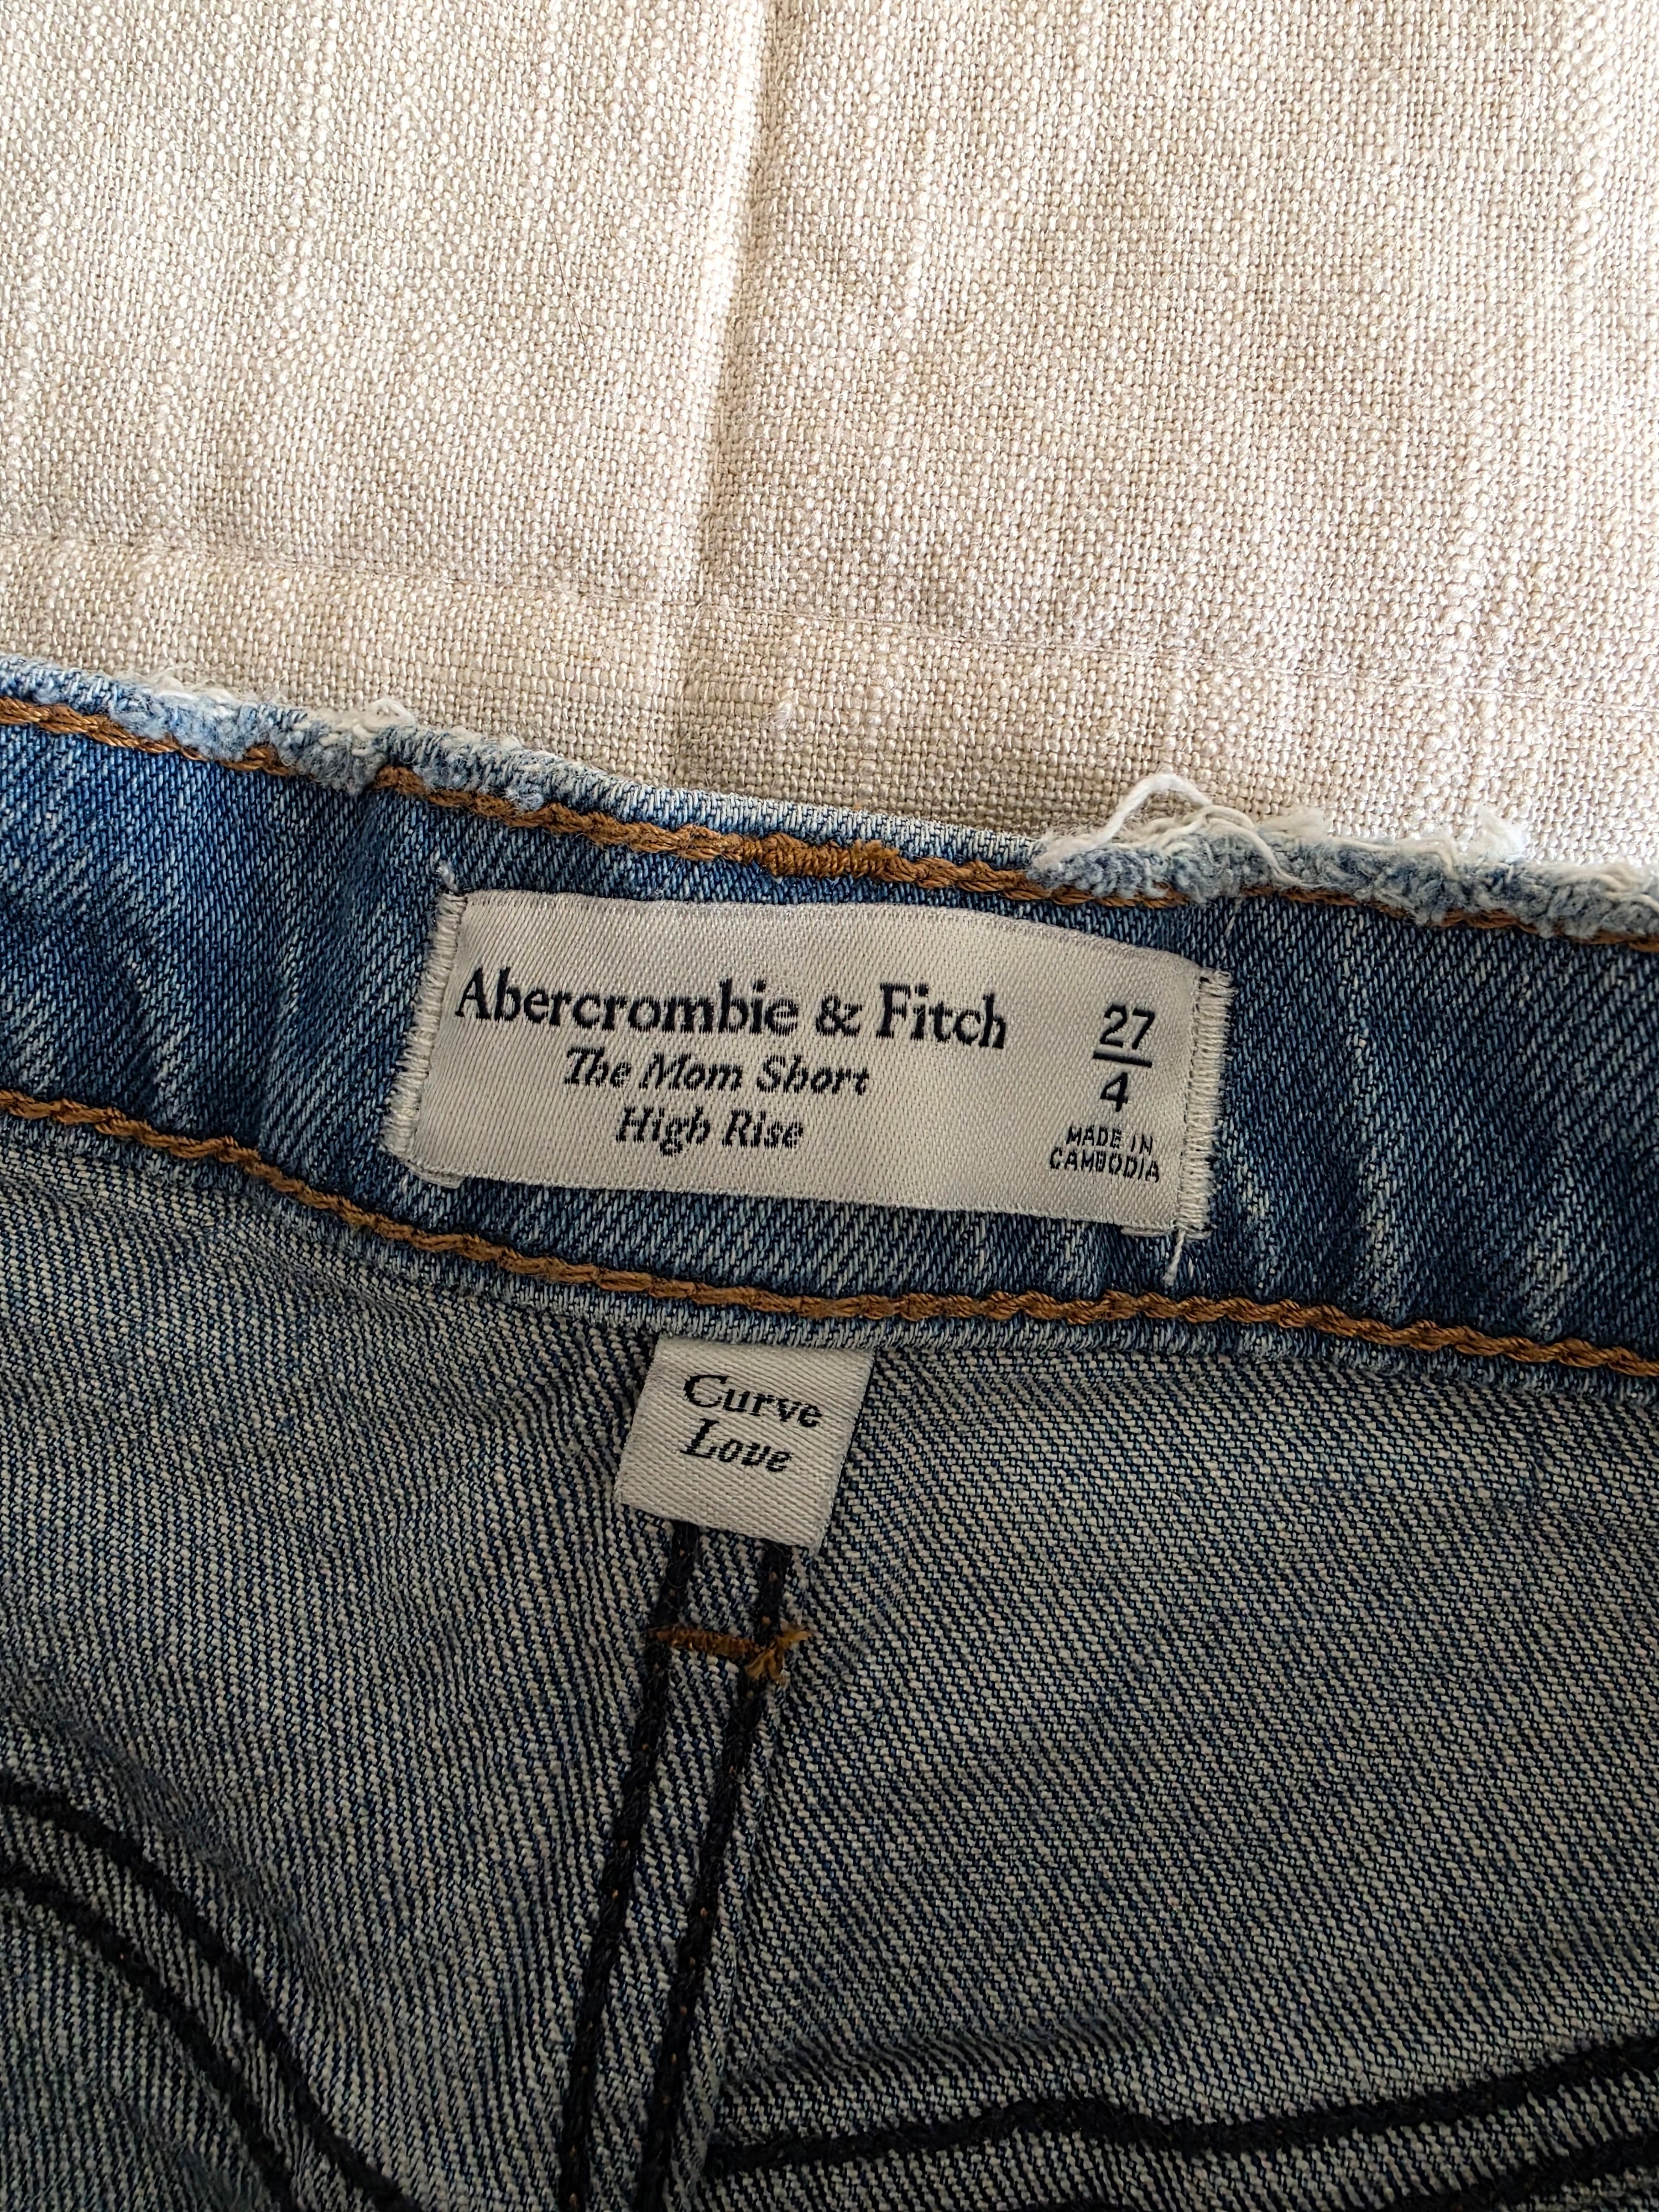 Abercrombie & Fitch
The Mom Short
High Rise
27
4
MADE IN
CAMBODIA
Curve
Love